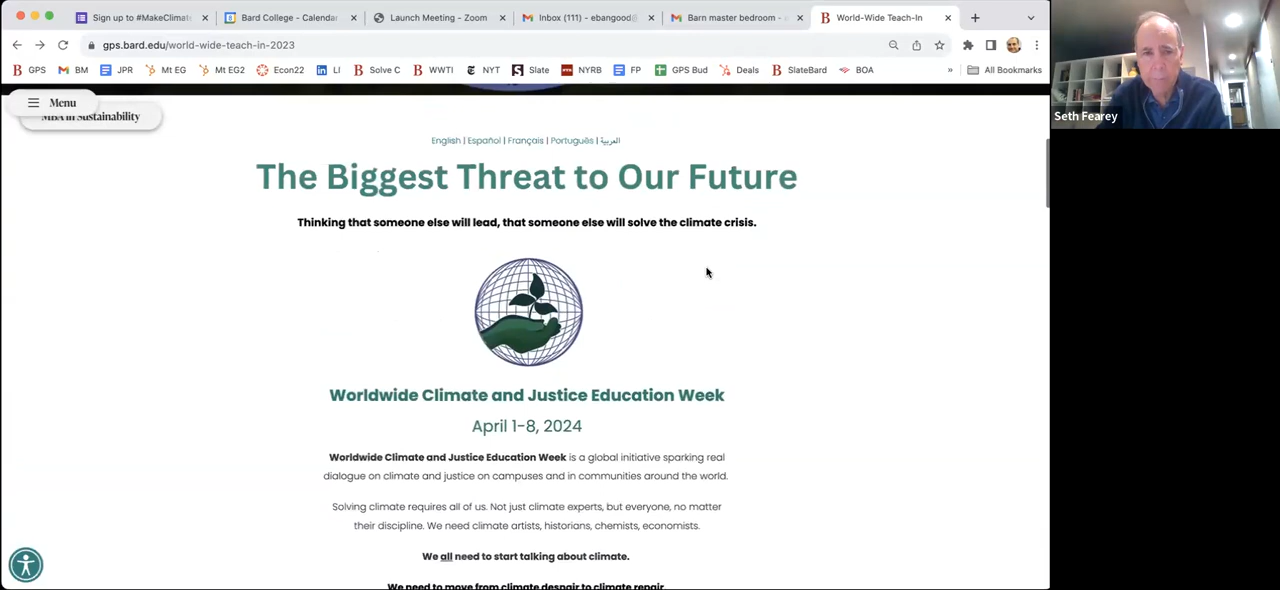 Sign up to #MakeClimat
Bard College - Calendar
Launch Meeting - Zoom
Inbox (111) - ebangood@
Barn master bedroom -
World-Wide Teach-In
gps.bard.edu/world-wide-teach-in-2023
GPS
BM
JPR
Mt EG
Mt EG2
Econ22
LI
Solve C
WWTI
NYT
Slate
NYRB
FP
GPS Bud
Deals
SlateBard
BOA
»
All Bookmarks
Menu
MBA in Sustainability
English | Español | Français | Português | العربية
The Biggest Threat to Our Future
Thinking that someone else will lead, that someone else will solve the climate crisis.
Worldwide Climate and Justice Education Week
April 1-8, 2024
Worldwide Climate and Justice Education Week is a global initiative sparking real
dialogue on climate and justice on campuses and in communities around the world.
Solving climate requires all of us. Not just climate experts, but everyone, no matter
their discipline. We need climate artists, historians, chemists, economists.
We all need to start talking about climate.
We need to move from climate despair to climate repair
Seth Fearey